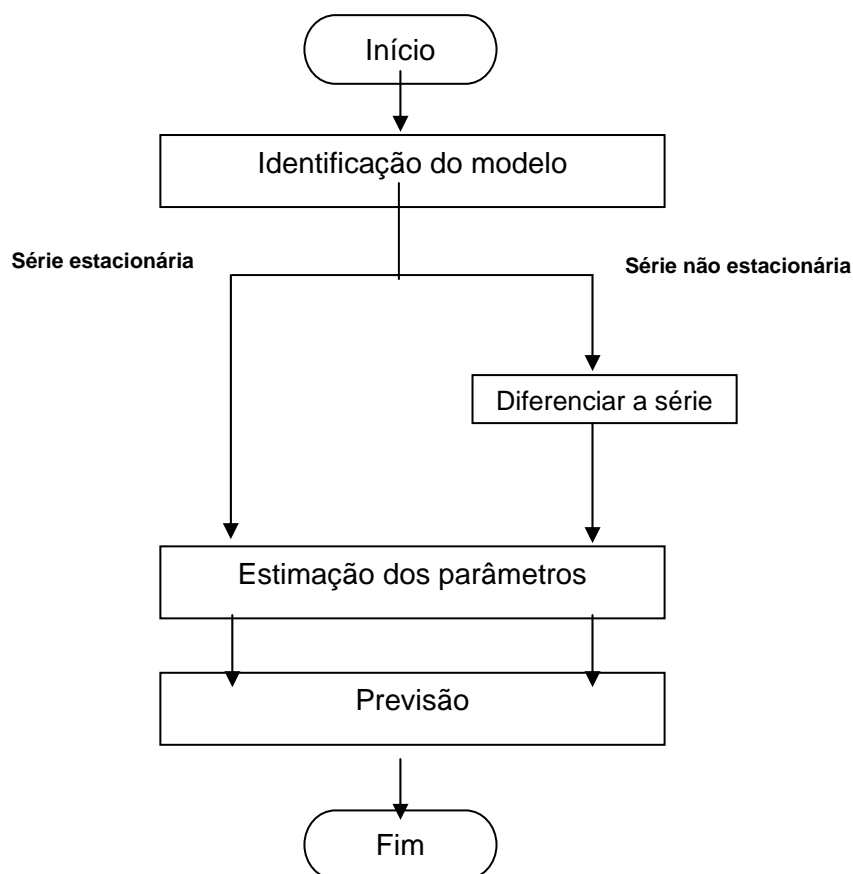 Início
Identificação do modelo
Série estacionária
Série não estacionária
Diferenciar a série
Estimação dos parâmetros
Previsão
Fim